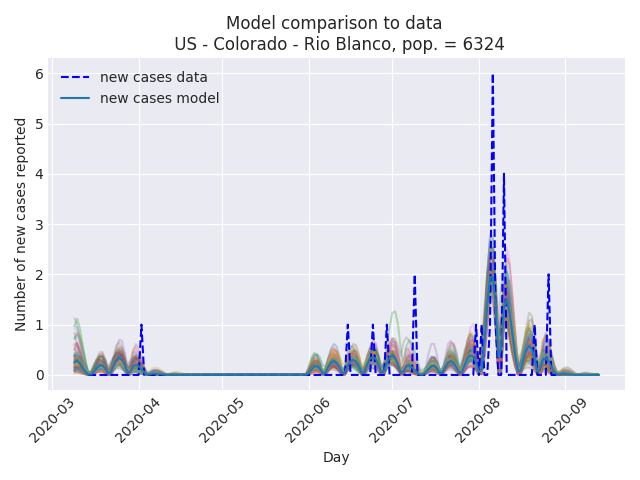 Model comparison to data
US - Colorado - Rio Blanco, pop. = 6324
new cases data
new cases model
Number of new cases reported
6
5
4
3
2
1
0
2020-03
2020-04
2020-05
2020-06
2020-07
2020-08
2020-09
Day